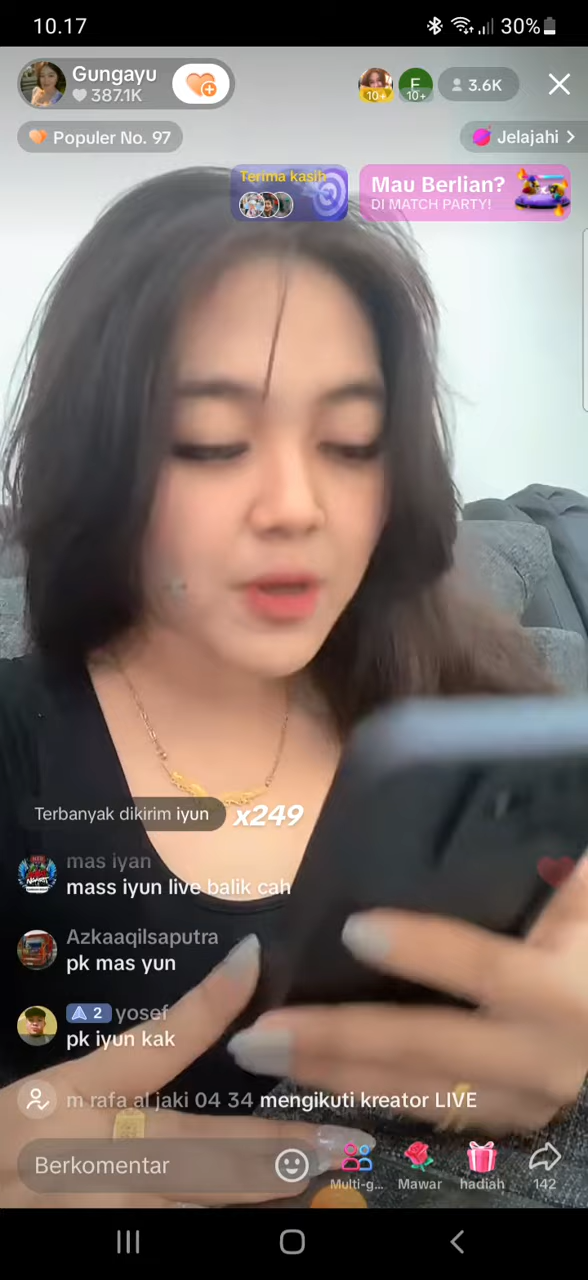 10.17
30%
Gungayu
387.1K
10+
E
10+
3.6K
Populer No. 97
Jelajahi
Terima kasih
Mau Berlian?
DI MATCH PARTY!
Terbanyak dikirim iyun x249
mas iyan
mass iyun live balik cah
Azkaaqilsaputra
pk mas yun
2 yosef
pk iyun kak
m rafa al jaki 04 34 mengikuti kreator LIVE
Berkomentar
Multi-g...
Mawar
hadiah
142